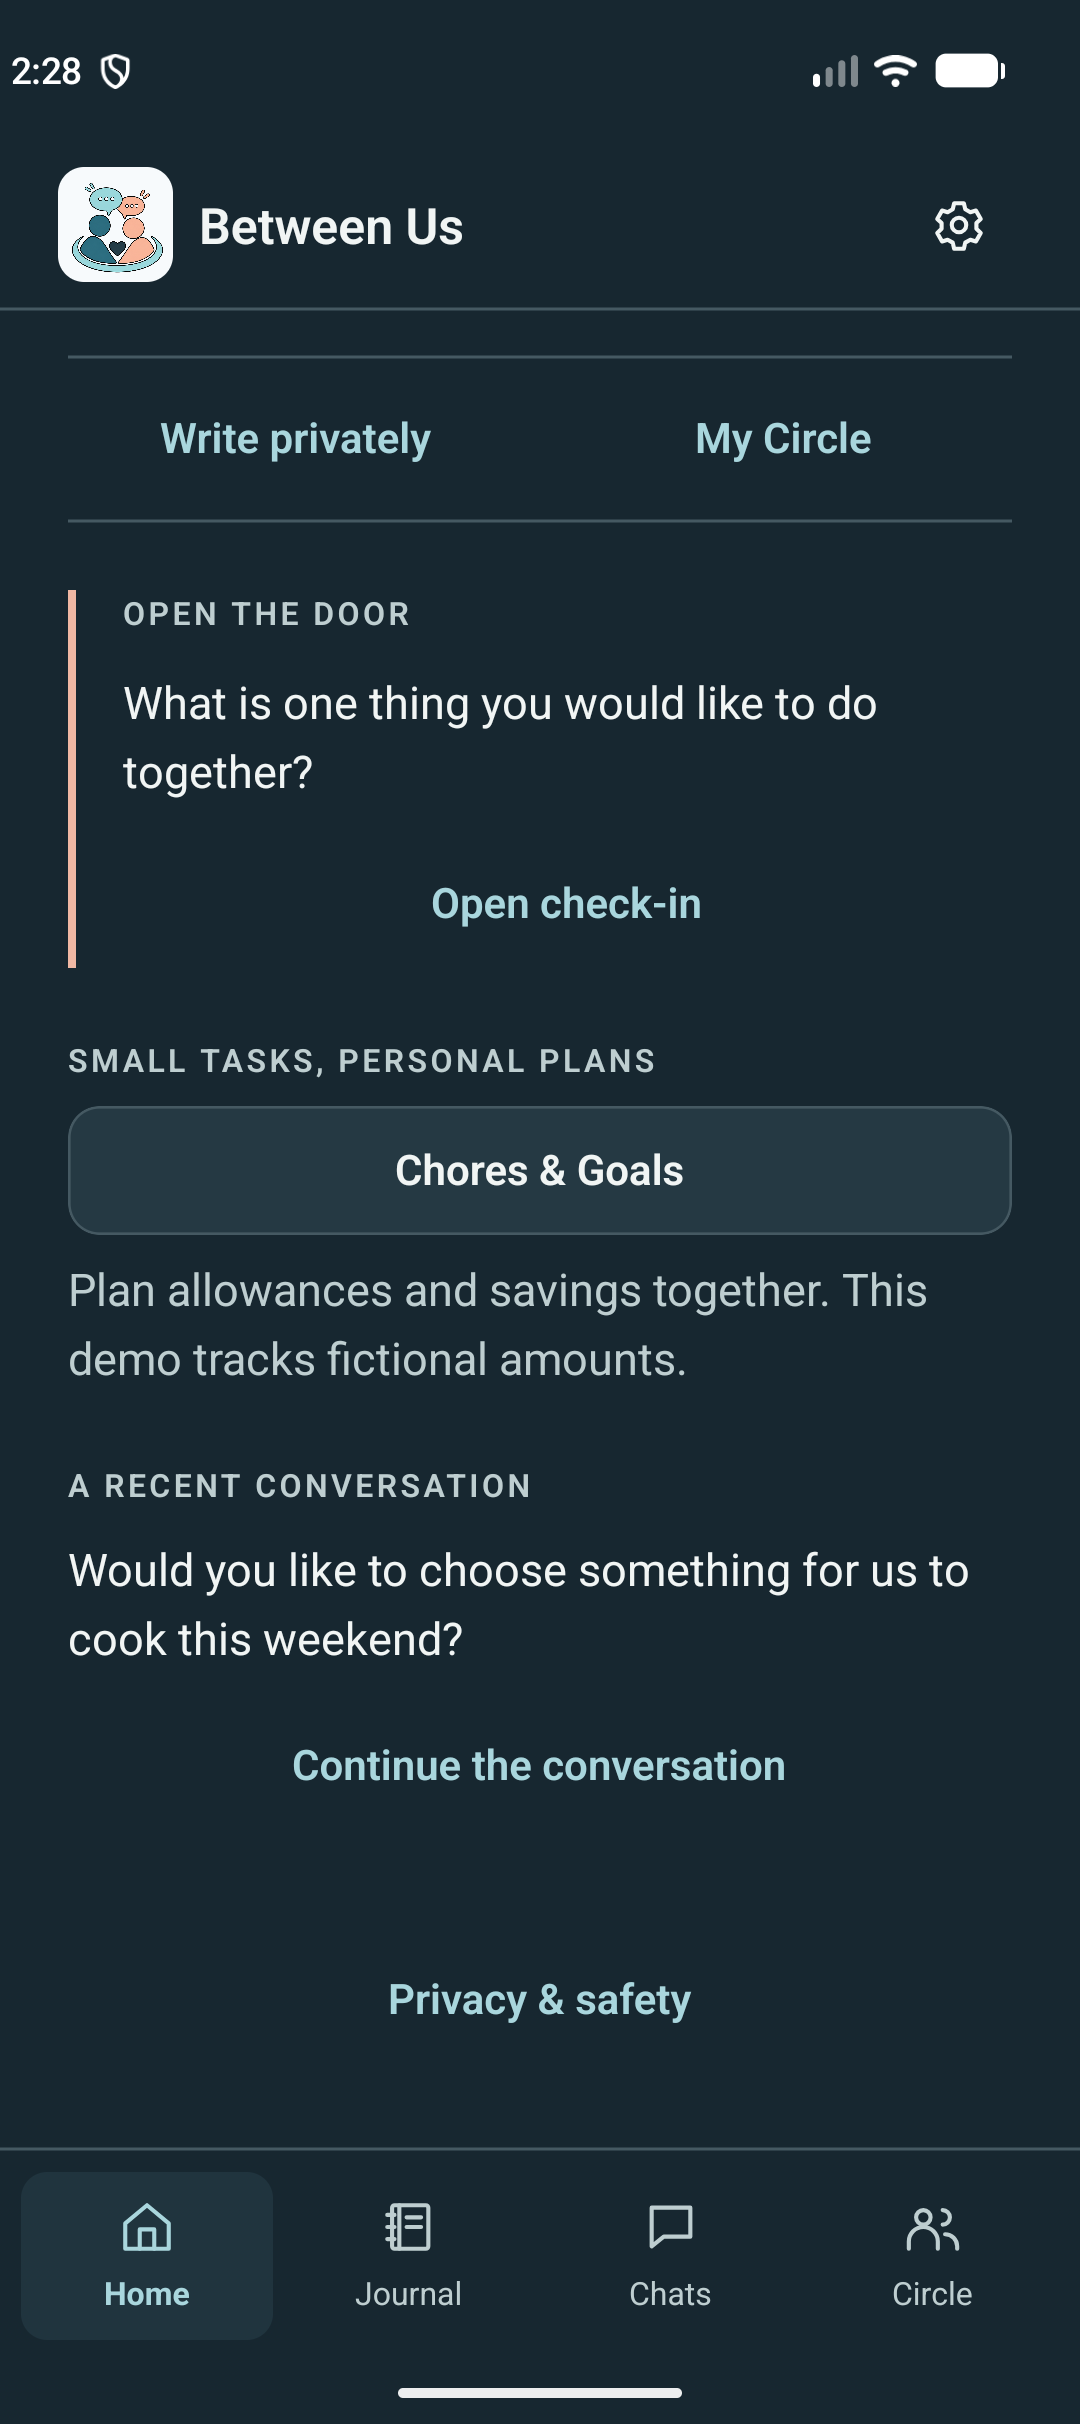 2:28
Between Us
Write privately
My Circle
OPEN THE DOOR
What is one thing you would like to do
together?
Open check-in
SMALL TASKS, PERSONAL PLANS
Chores & Goals
Plan allowances and savings together. This
demo tracks fictional amounts.
A RECENT CONVERSATION
Would you like to choose something for us to
cook this weekend?
Continue the conversation
Privacy & safety
Home
Journal
Chats
Circle